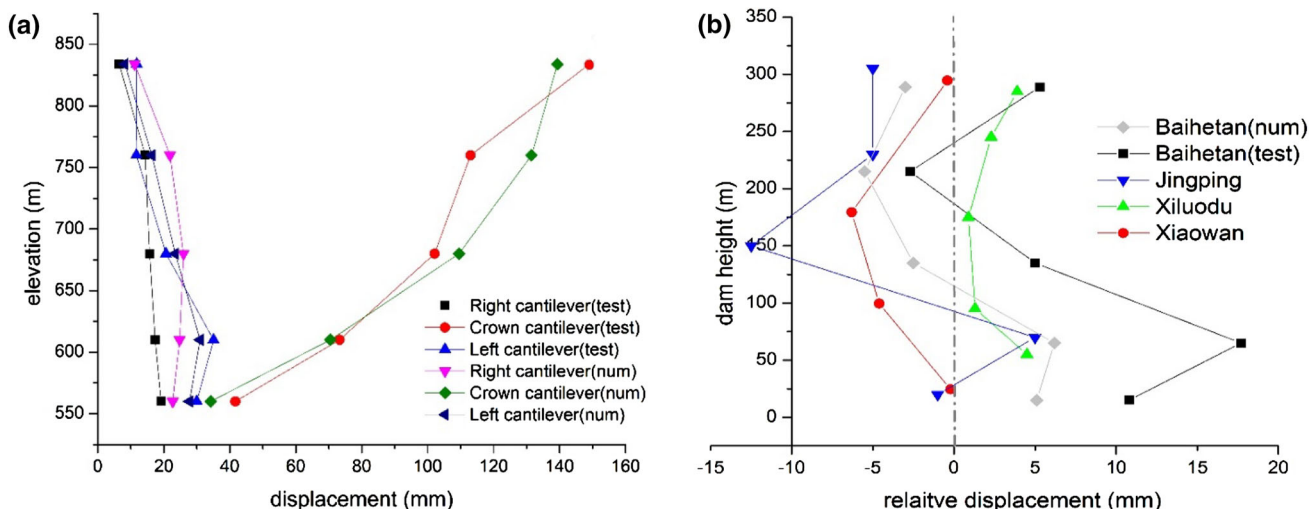 (a)
850
800
750
700
650
600
550
elevation (m)
0 20 40 60 80 100 120 140 160
displacement (mm)
Right cantilever(test)
Crown cantilever(test)
Left cantilever(test)
Right cantilever(num)
Crown cantilever(num)
Left cantilever(num)
(b)
350
300
250
200
150
100
50
0
dam height (m)
-15 -10 -5 0 5 10 15 20
relaitve displacement (mm)
Baihetan(num)
Baihetan(test)
Jingping
Xiluodu
Xiaowan